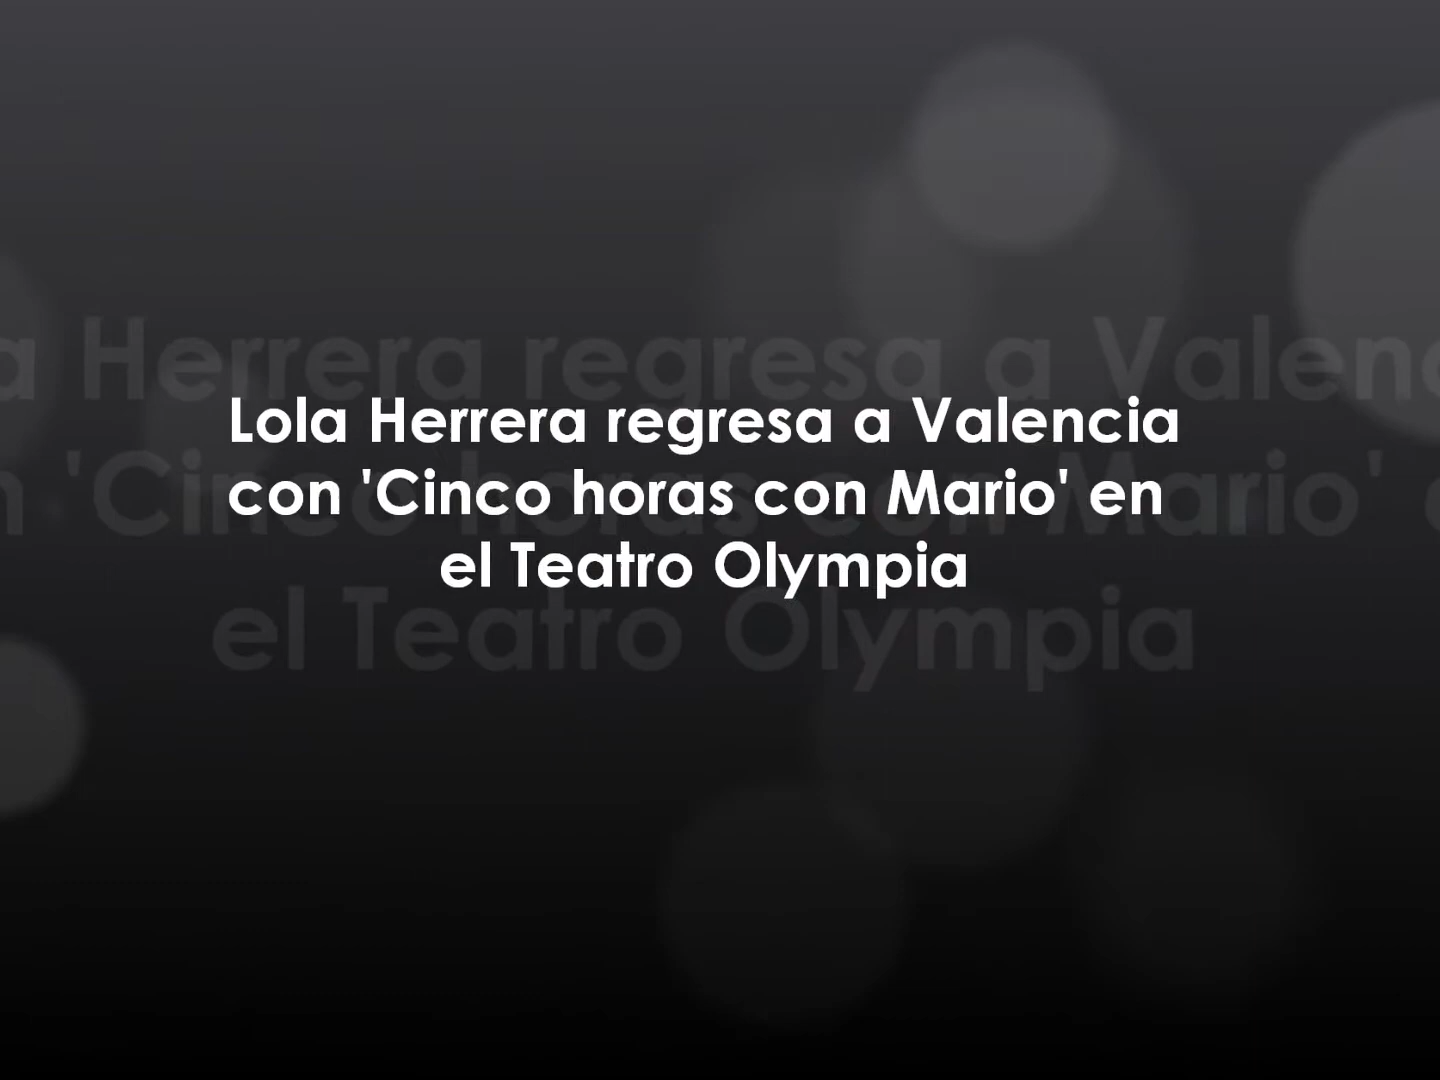 Lola Herrera regresa a Valencia
con 'Cinco horas con Mario' en
el Teatro Olympia